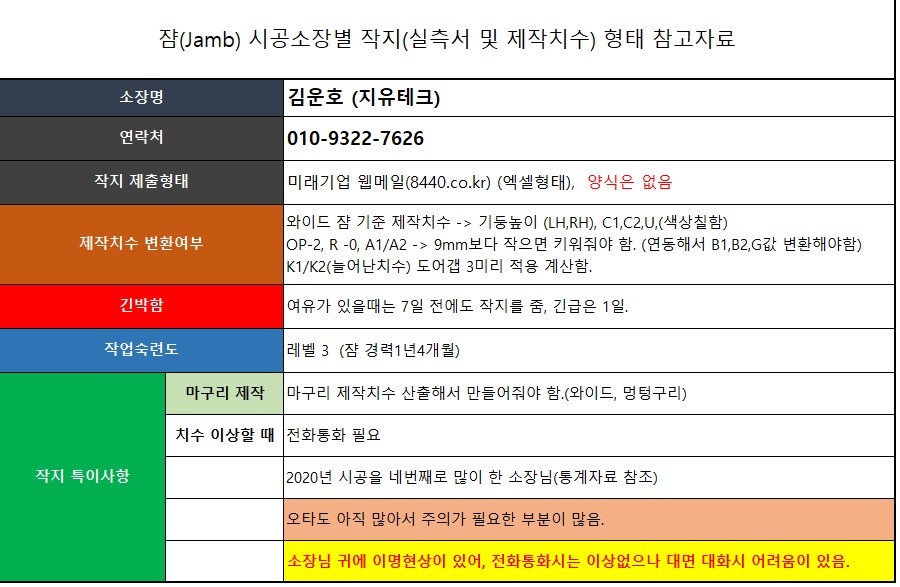 쟘(Jamb) 시공소장별 작지(실측서 및 제작치수) 형태 참고자료
소장명
김운호 (지유테크)
연락처
010-9322-7626
작지 제출형태
미래기업 웹메일(8440.co.kr) (엑셀형태), 양식은 없음
제작치수 변환여부
와이드 쟘 기준 제작치수 -> 기둥높이 (LH,RH), C1,C2,U,(색상칠함)
OP-2, R -0, A1/A2 -> 9mm보다 작으면 키워줘야 함. (연동해서 B1,B2,G값 변환해야함)
K1/K2(늘어난치수) 도어갭 3미리 적용 계산함.
긴박함
여유가 있을때는 7일 전에도 작지를 줌, 긴급은 1일.
작업숙련도
레벨 3 (쟘 경력1년4개월)
작지 특이사항
마구리 제작
마구리 제작치수 산출해서 만들어줘야 함.(와이드, 멍텅구리)
치수 이상할 때
전화통화 필요
2020년 시공을 네번째로 많이 한 소장님(통계자료 참조)
오타도 아직 많아서 주의가 필요한 부분이 많음.
소장님 귀에 이명현상이 있어, 전화통화시는 이상없으나 대면 대화시 어려움이 있음.